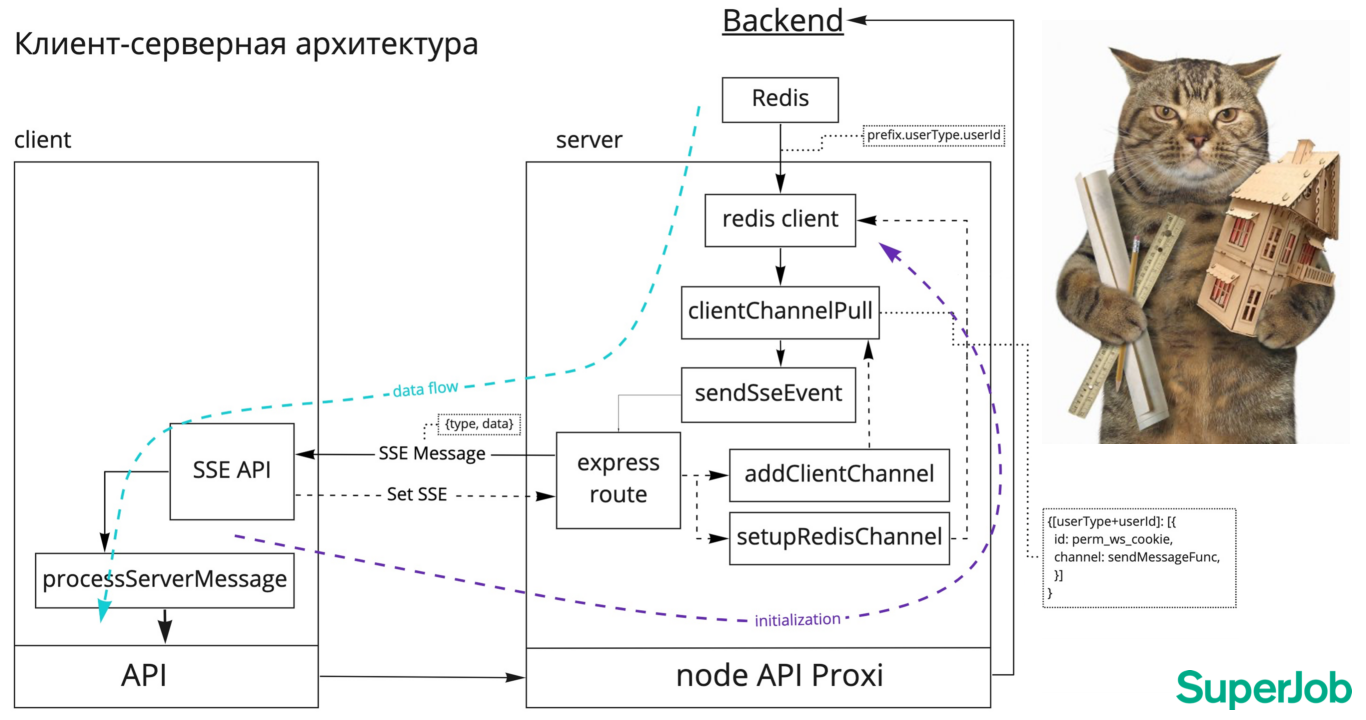 Клиент-серверная архитектура
Backend
Redis
prefix.userType.userId
client
server
redis client
clientChannelPull
sendSseEvent
data flow
{type, data}
SSE Message
SSE API
Set SSE
express
route
addClientChannel
setupRedisChannel
processServerMessage
initialization
API
node API Proxi
{[userType+userId]: [{
id: perm_ws_cookie,
channel: sendMessageFunc,
}]
}
SuperJob